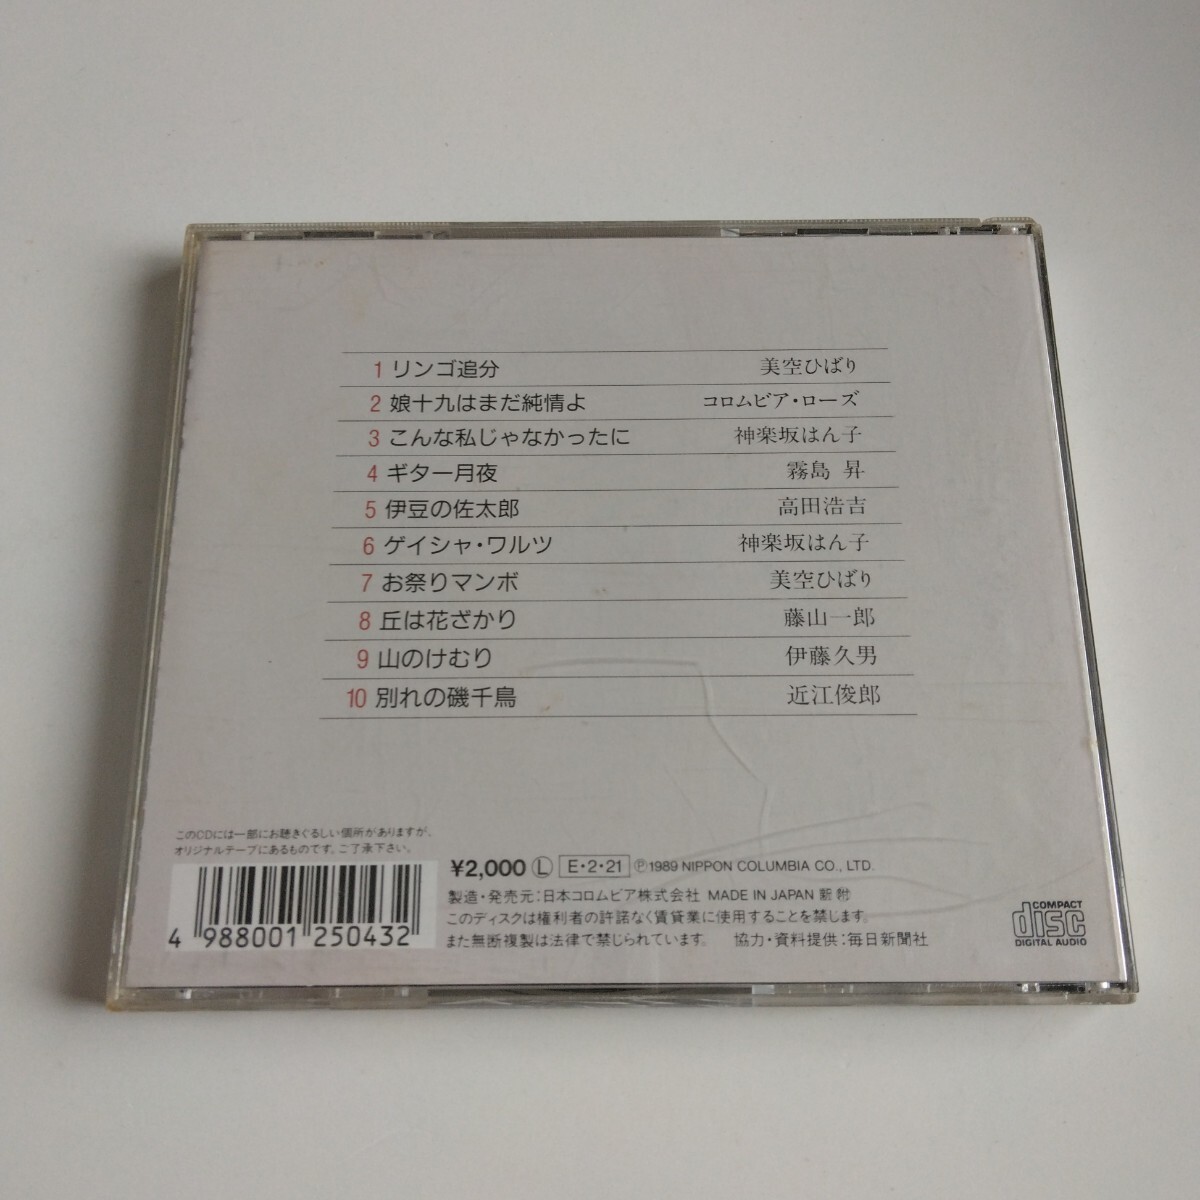 1 リンゴ追分 美空ひばり
2 娘十九はまだ純情よ コロムビア・ローズ
3 こんな私じゃなかったに 神楽坂はん子
4 ギター月夜 霧島 昇
5 伊豆の佐太郎 高田浩吉
6 ゲイシャ・ワルツ 神楽坂はん子
7 お祭りマンボ 美空ひばり
8 丘は花ざかり 藤山一郎
9 山のけむり 伊藤久男
10 別れの磯千鳥 近江俊郎
このCDには一部にお聴きぐるしい個所がありますが、
オリジナルテープにあるものです。ご了承下さい。
4 988001 250432
¥2,000 Ⓛ E・2・21 ℗1989 NIPPON COLUMBIA CO., LTD.
製造・発売元：日本コロムビア株式会社 MADE IN JAPAN 新
このディスクは権利者の許諾なく賃貸業に使用することを禁じます。
また無断複製は法律で禁じられています。 協力・資料提供：毎日新聞社
COMPACT
disc
DIGITAL AUDIO